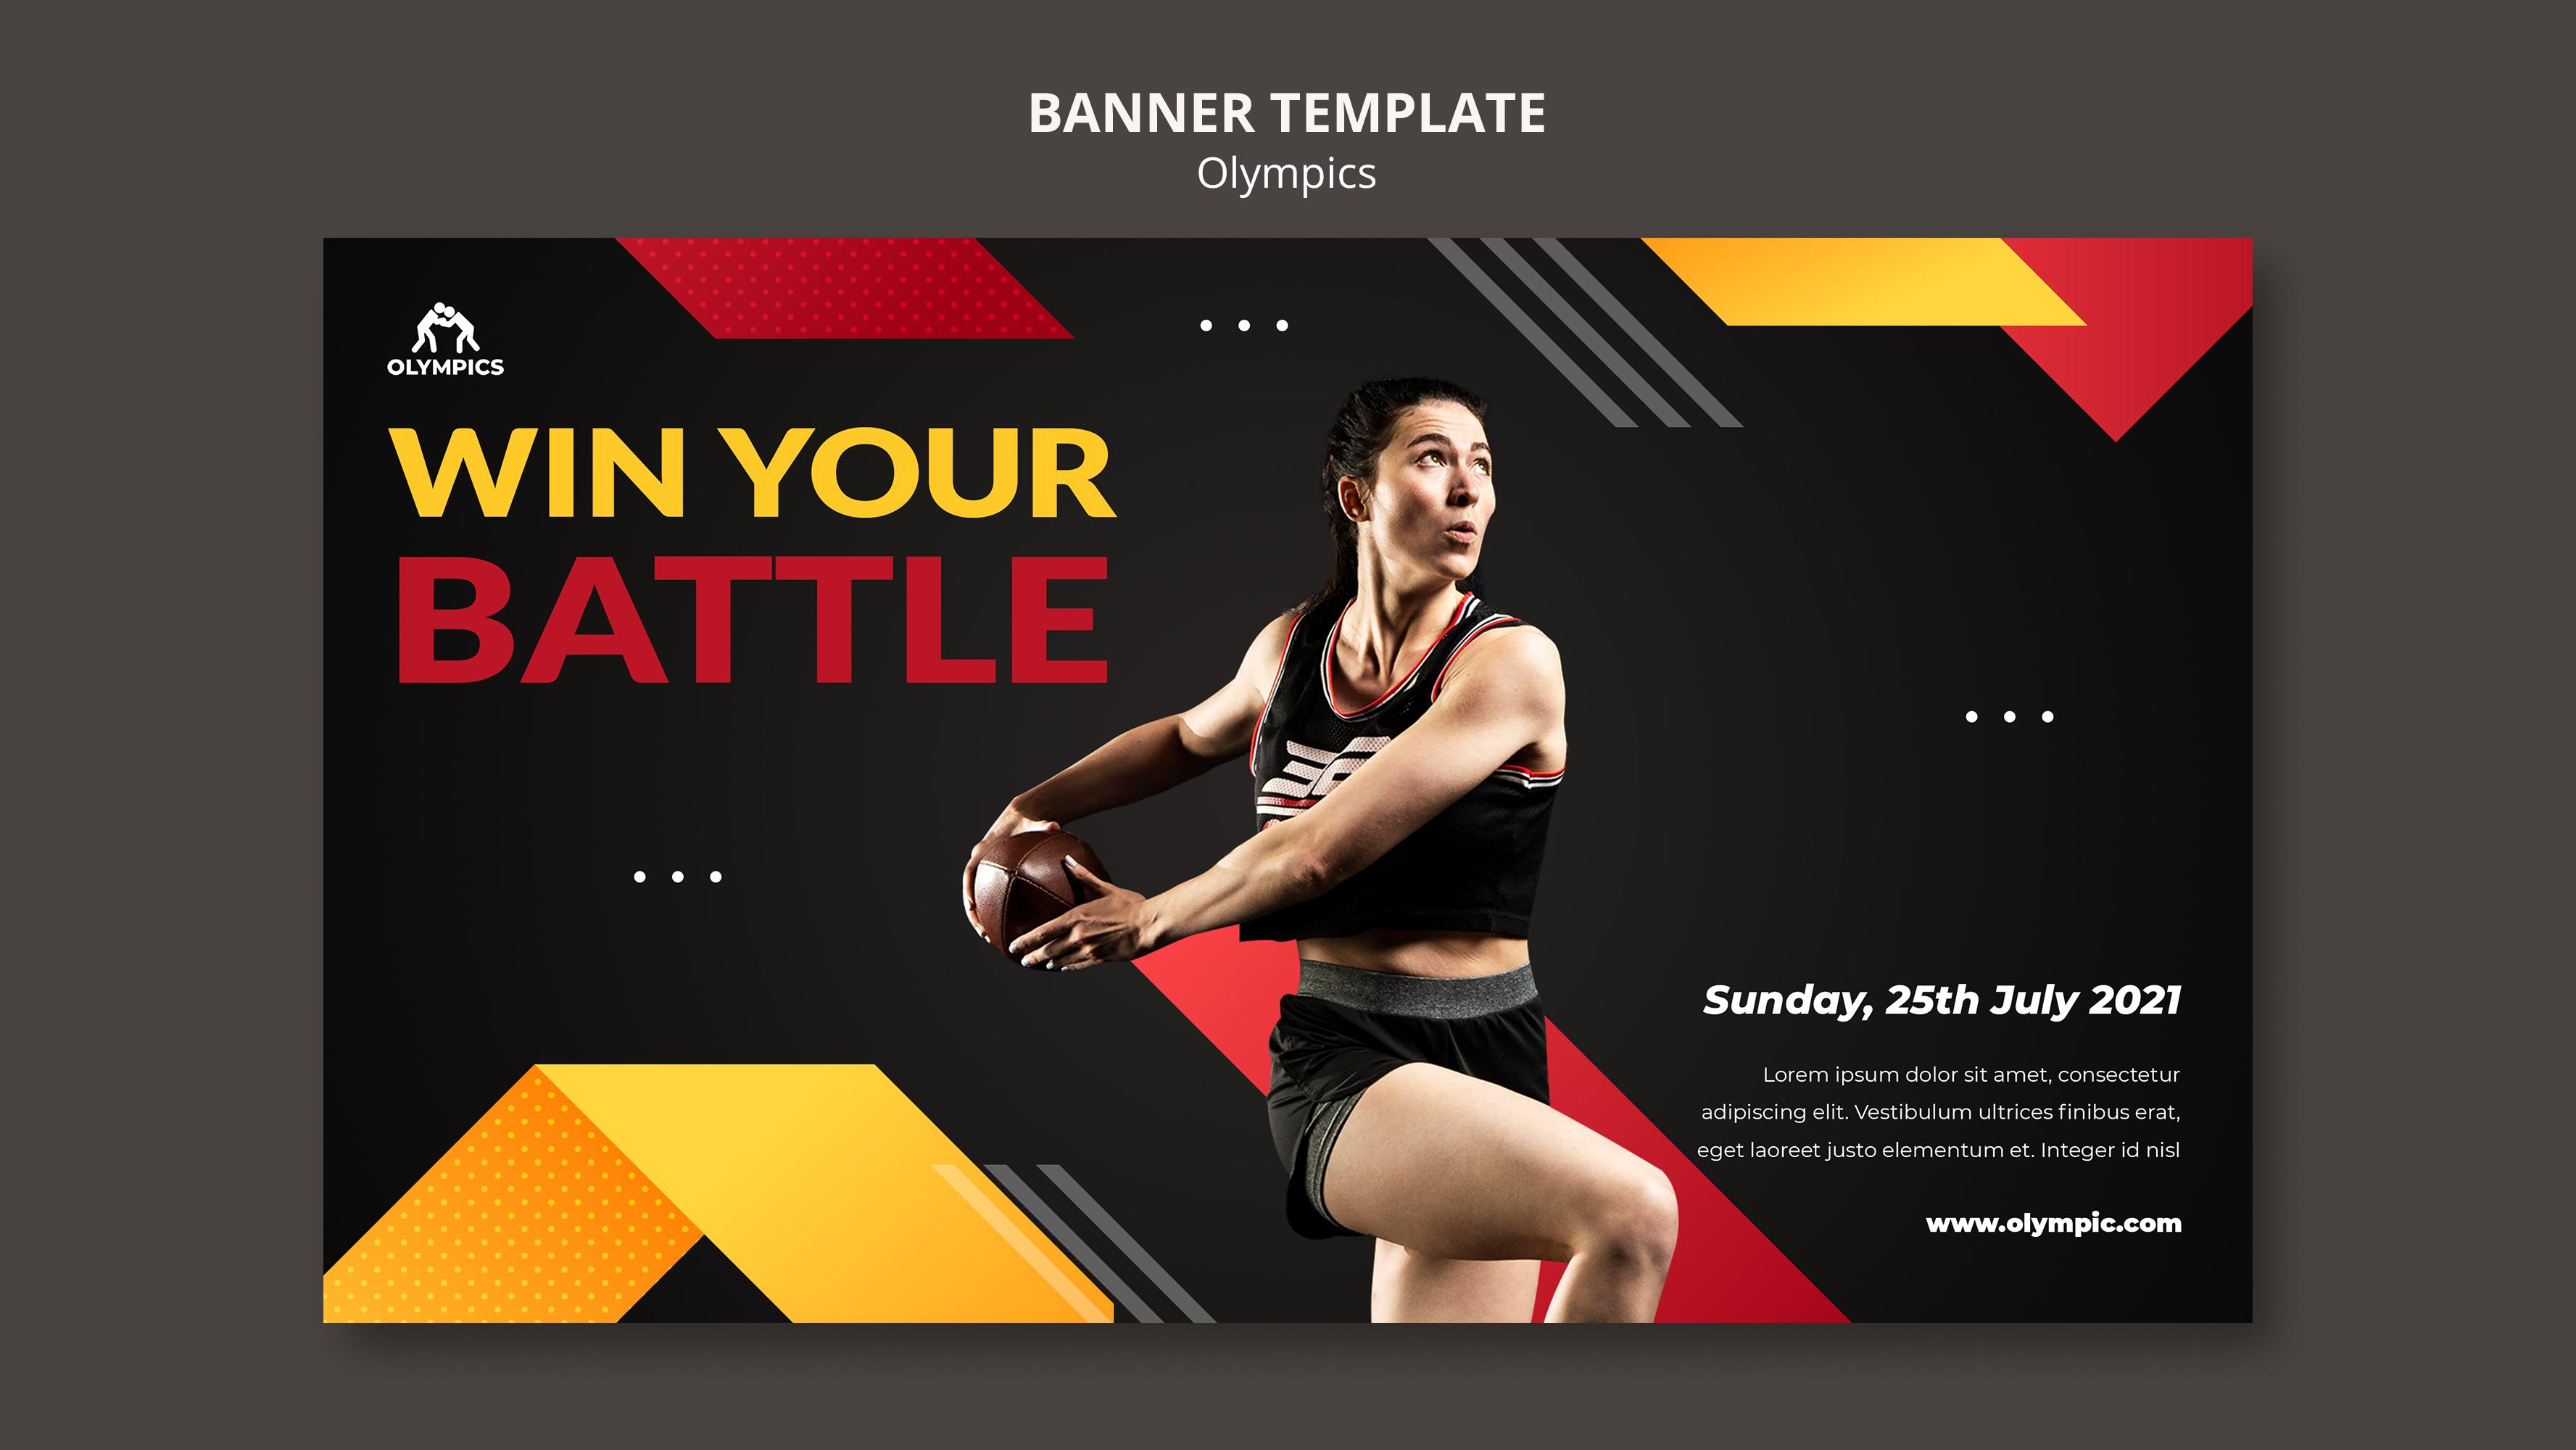 BANNER TEMPLATE
Olympics
OLYMPICS
WIN YOUR
BATTLE
Sunday, 25th July 2021
Lorem ipsum dolor sit amet, consectetur
adipiscing elit. Vestibulum ultrices finibus erat,
eget laoreet justo elementum et. Integer id nisl
www.olympic.com